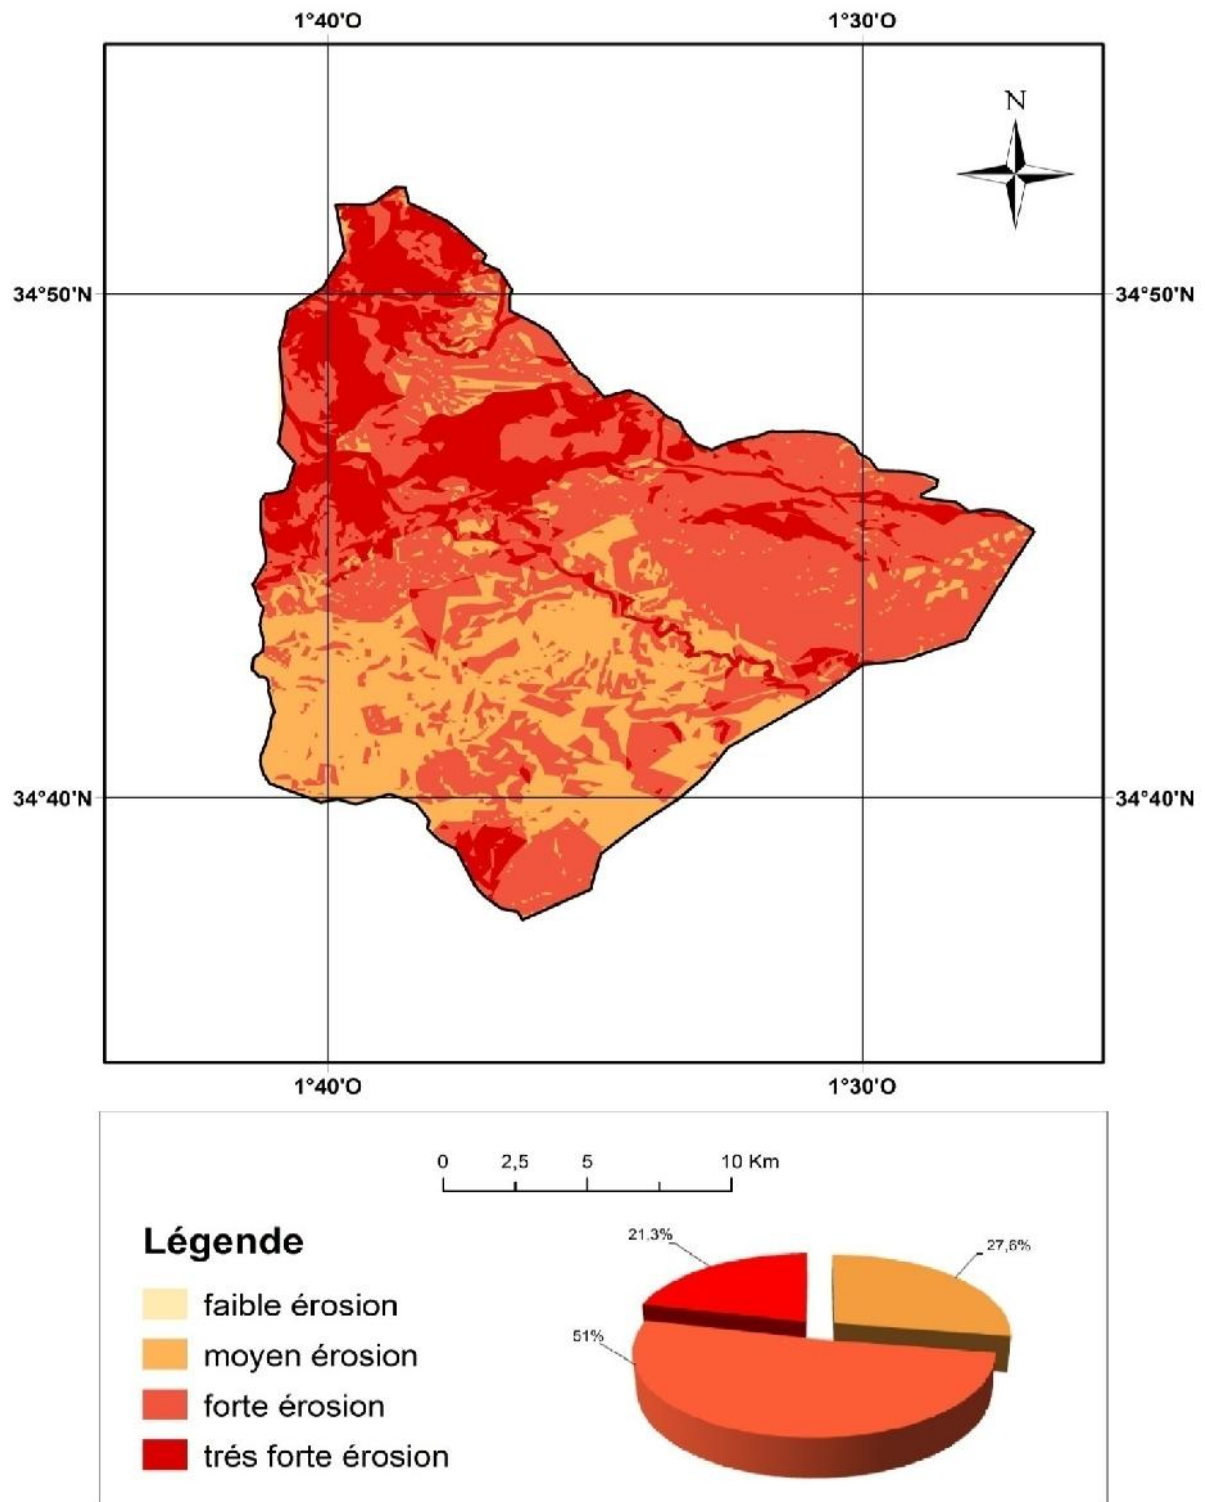 1°40'O 1°30'O
N
34°50'N 34°50'N
34°40'N 34°40'N
1°40'O 1°30'O
0 2,5 5 10 Km
Légende
faible érosion
moyen érosion
forte érosion
trés forte érosion
21,3%
27,6%
51%